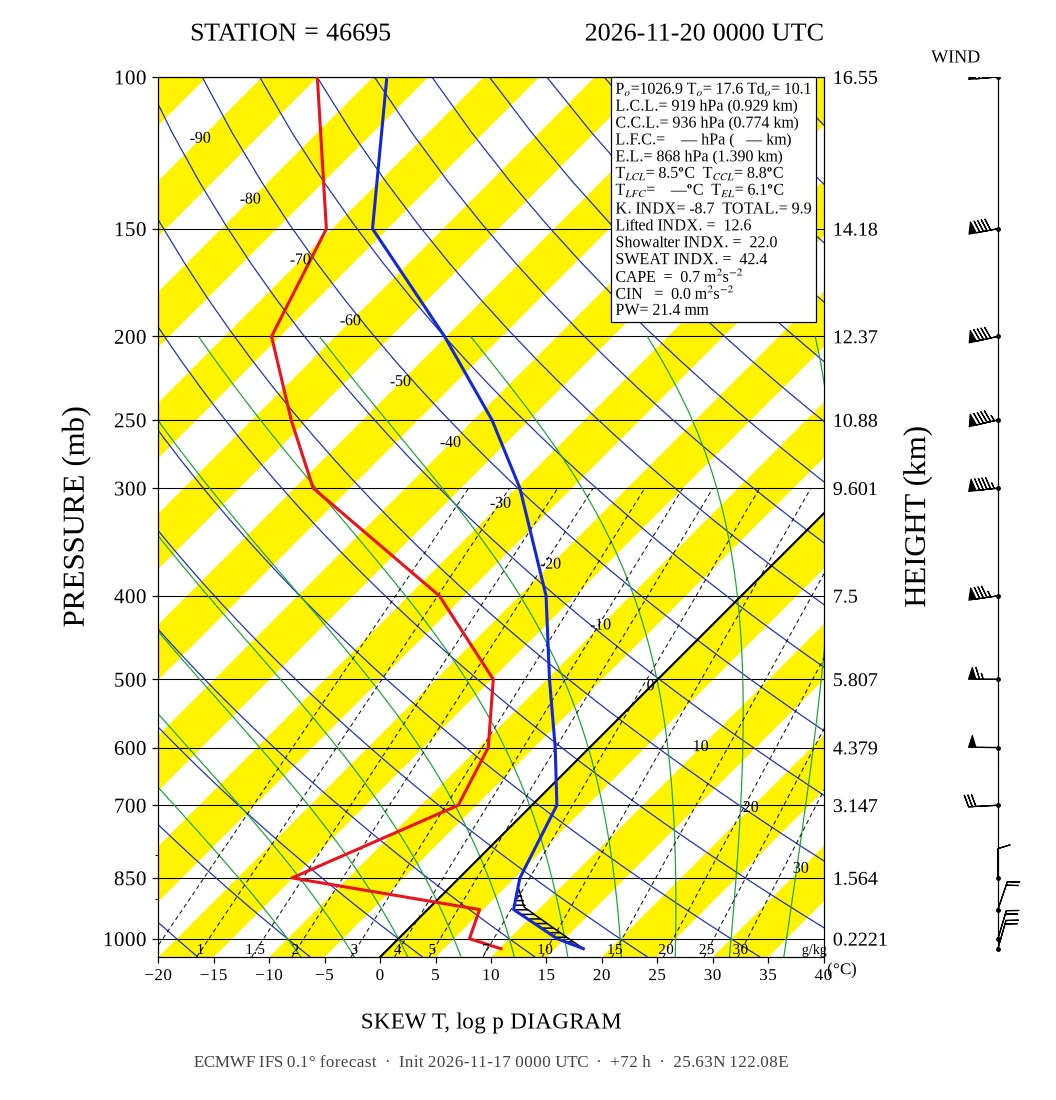 STATION = 46695
2026-11-20 0000 UTC
WIND
Pₒ=1026.9 Tₒ= 17.6 Tdₒ= 10.1
L.C.L.= 919 hPa (0.929 km)
C.C.L.= 936 hPa (0.774 km)
L.F.C.= — hPa ( — km)
E.L.= 868 hPa (1.390 km)
T_LCL= 8.5°C T_CCL= 8.8°C
T_LFC= —°C T_EL= 6.1°C
K. INDX= -8.7 TOTAL.= 9.9
Lifted INDX. = 12.6
Showalter INDX. = 22.0
SWEAT INDX. = 42.4
CAPE = 0.7 m²s⁻²
CIN = 0.0 m²s⁻²
PW= 21.4 mm
100
150
200
250
300
400
500
600
700
850
1000
PRESSURE (mb)
16.55
14.18
12.37
10.88
9.601
7.5
5.807
4.379
3.147
1.564
0.2221
HEIGHT (km)
-90
-80
-70
-60
-50
-40
-30
-20
-10
0
10
20
30
1 1.5 2 3 4 5 10 15 20 25 30 g/kg
−20 −15 −10 −5 0 5 10 15 20 25 30 35 40 (°C)
SKEW T, log p DIAGRAM
ECMWF IFS 0.1° forecast · Init 2026-11-17 0000 UTC · +72 h · 25.63N 122.08E